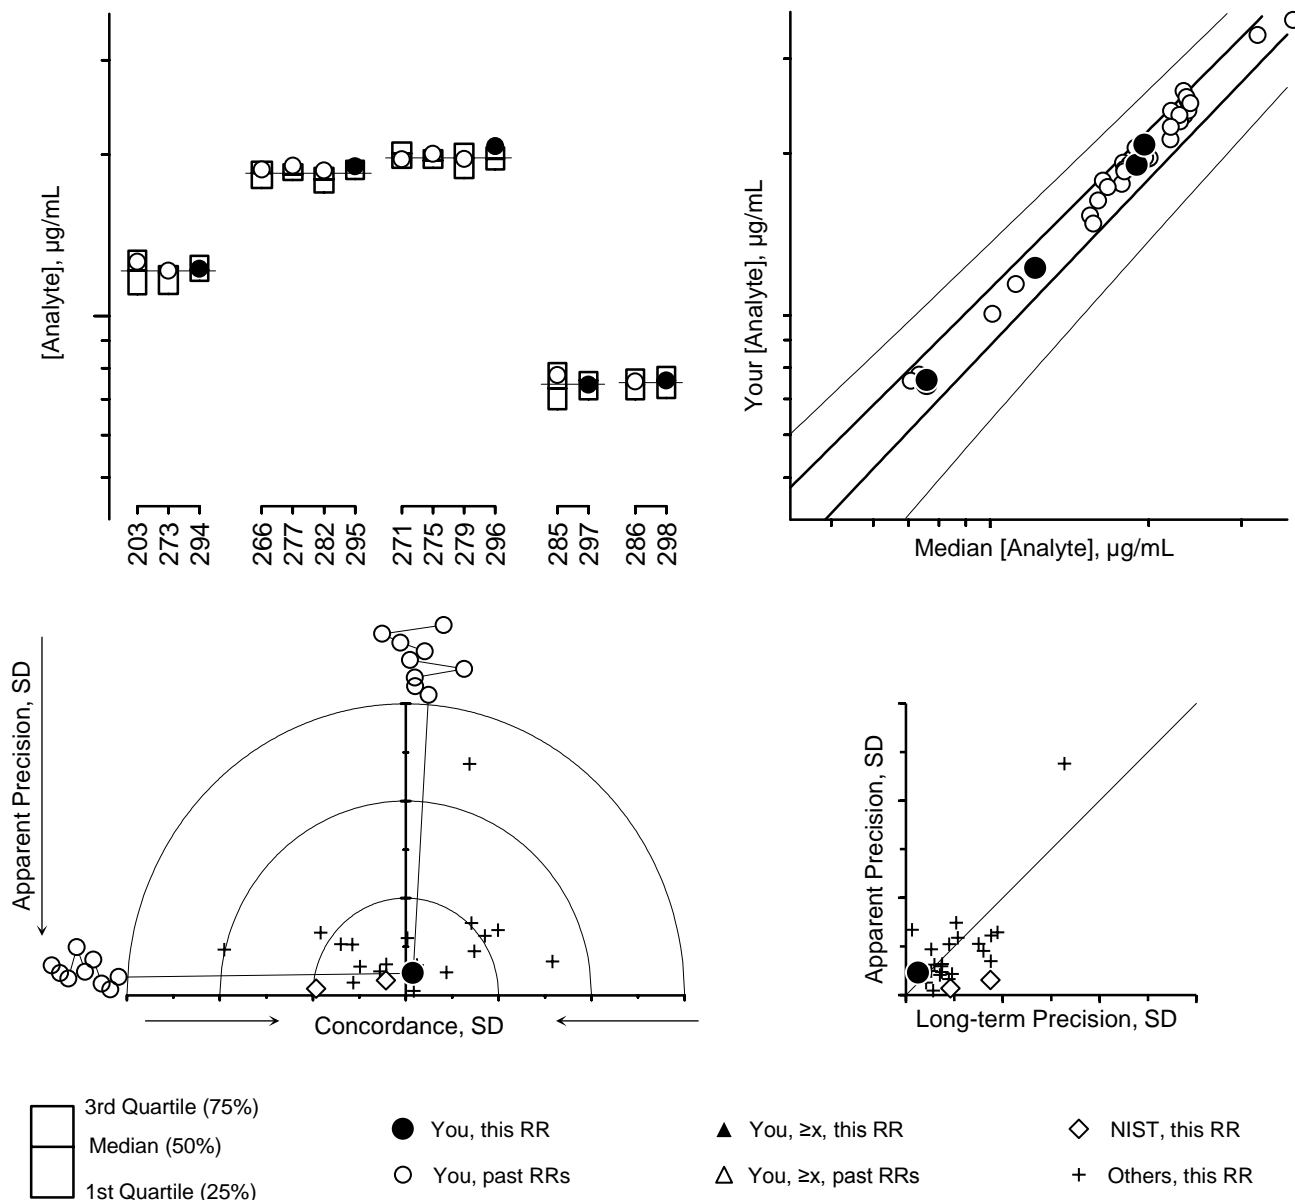 [Analyte], µg/mL
203
273
294
266
277
282
295
271
275
279
296
285
297
286
298
Your [Analyte], µg/mL
Median [Analyte], µg/mL
Apparent Precision, SD
Concordance, SD
Apparent Precision, SD
Long-term Precision, SD
3rd Quartile (75%)
Median (50%)
1st Quartile (25%)
You, this RR
You, past RRs
You, ≥x, this RR
You, ≥x, past RRs
NIST, this RR
Others, this RR